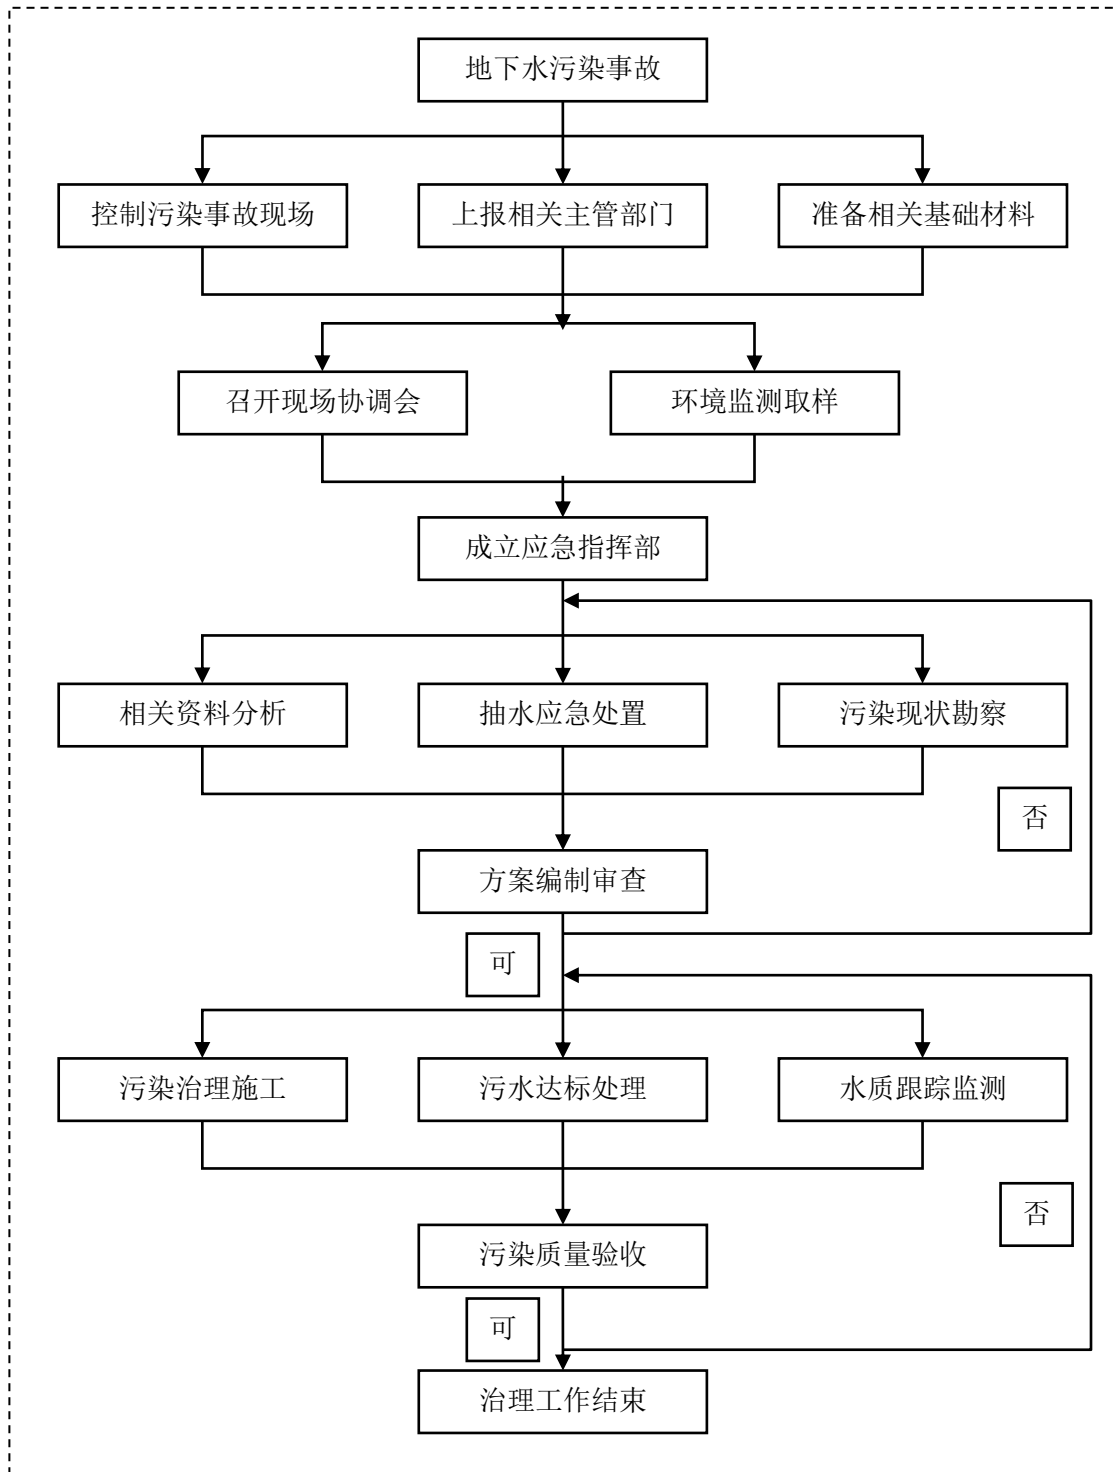 地下水污染事故
控制污染事故现场
上报相关主管部门
准备相关基础材料
召开现场协调会
环境监测取样
成立应急指挥部
相关资料分析
抽水应急处置
污染现状勘察
否
方案编制审查
可
污染治理施工
污水达标处理
水质跟踪监测
否
污染质量验收
可
治理工作结束